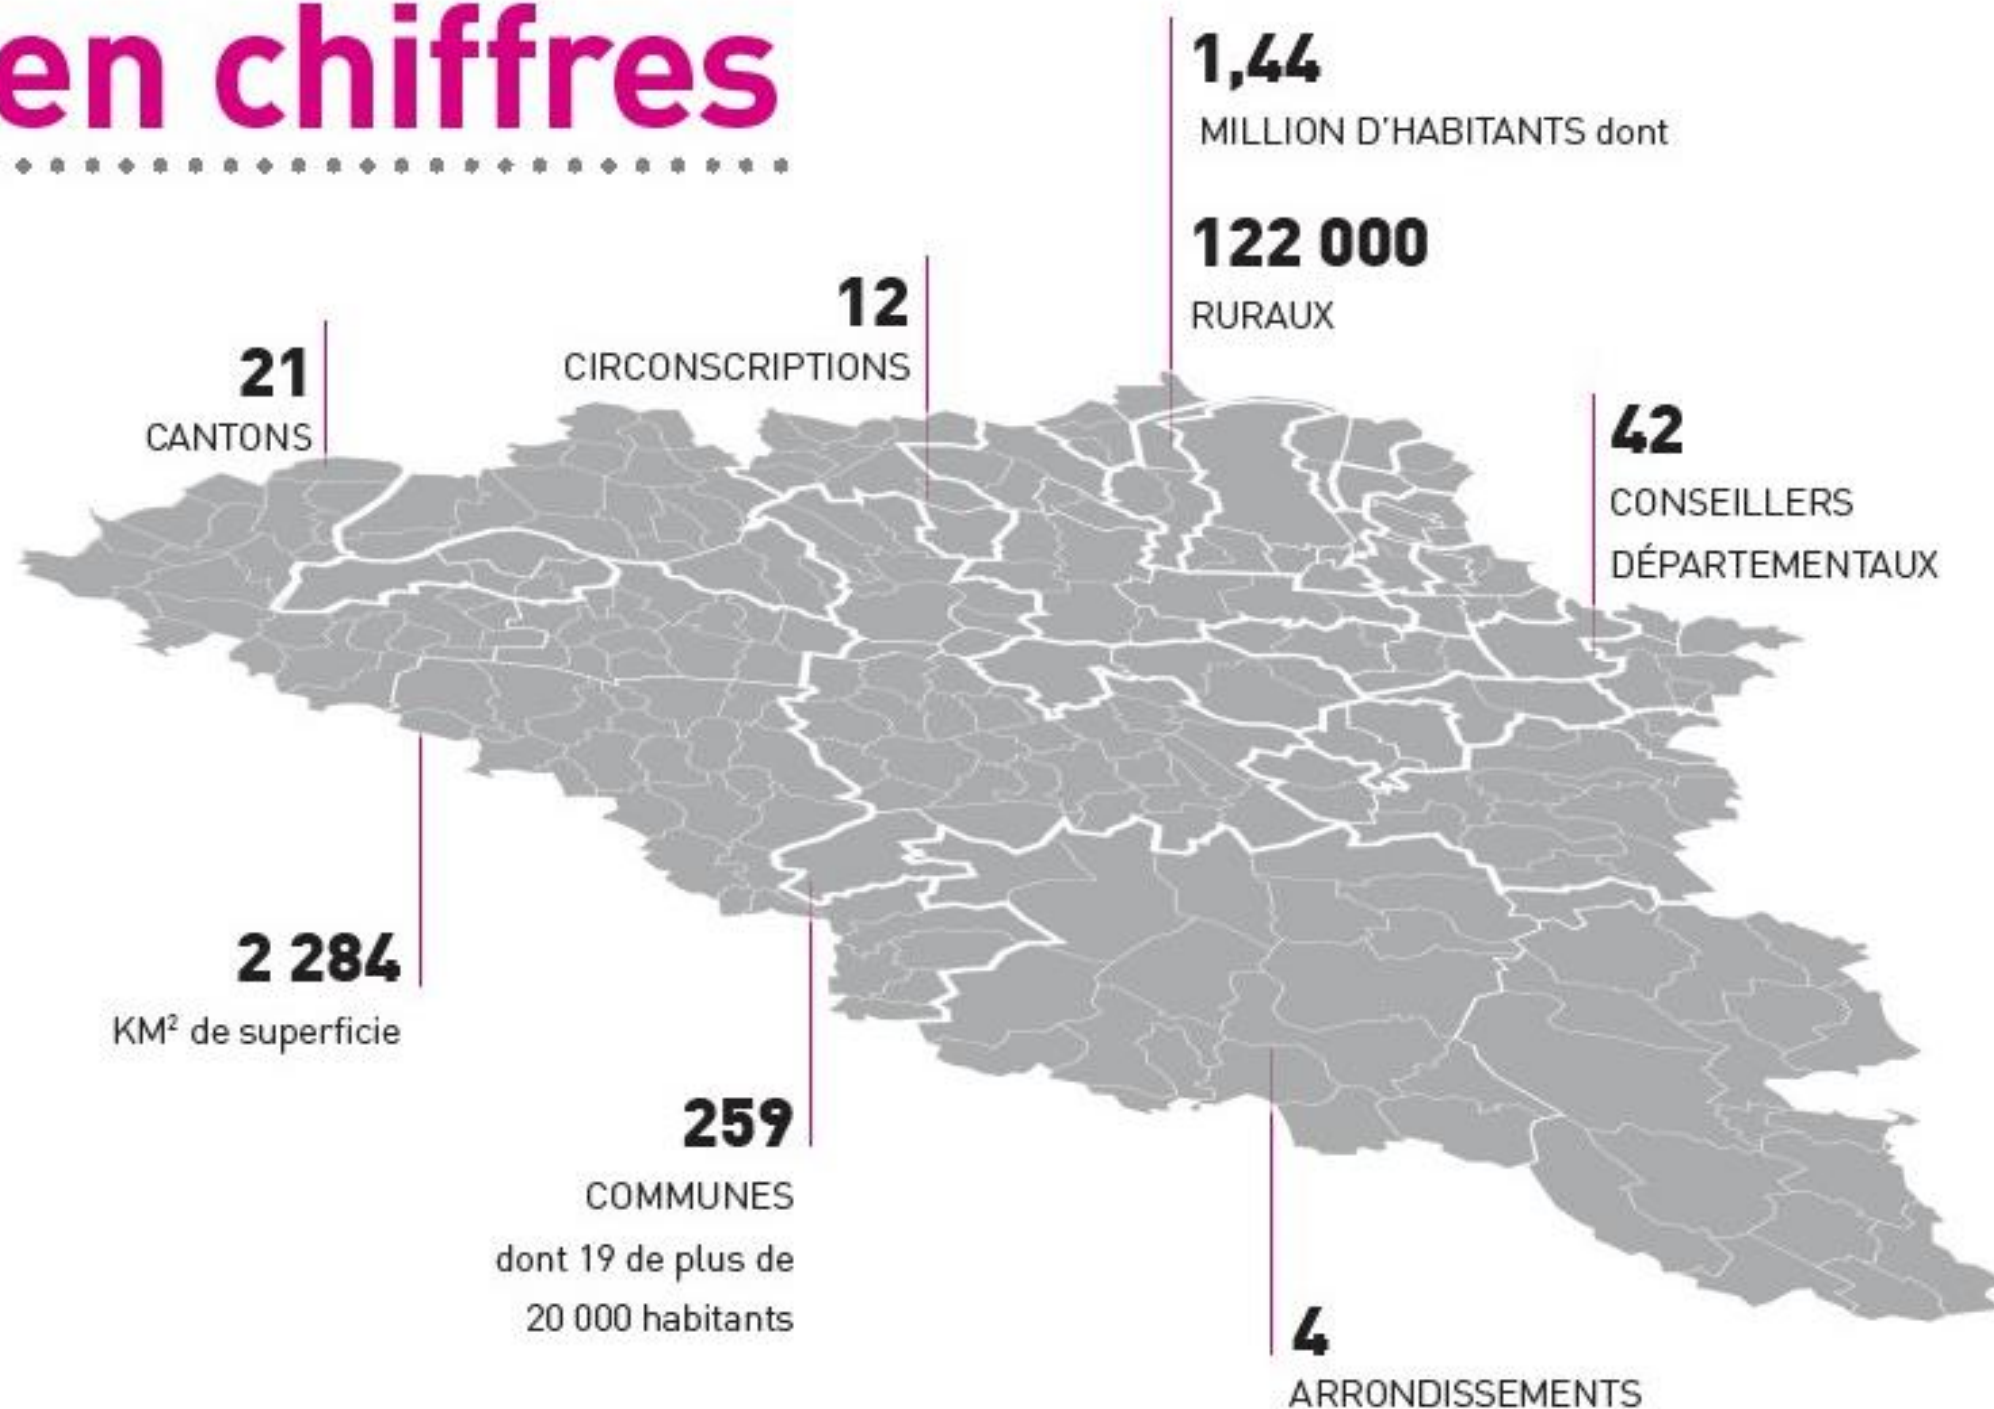 en chiffres
1,44
MILLION D'HABITANTS dont
122 000
RURAUX
12
CIRCONSCRIPTIONS
21
CANTONS
42
CONSEILLERS
DÉPARTEMENTAUX
2 284
KM² de superficie
259
COMMUNES
dont 19 de plus de
20 000 habitants
4
ARRONDISSEMENTS